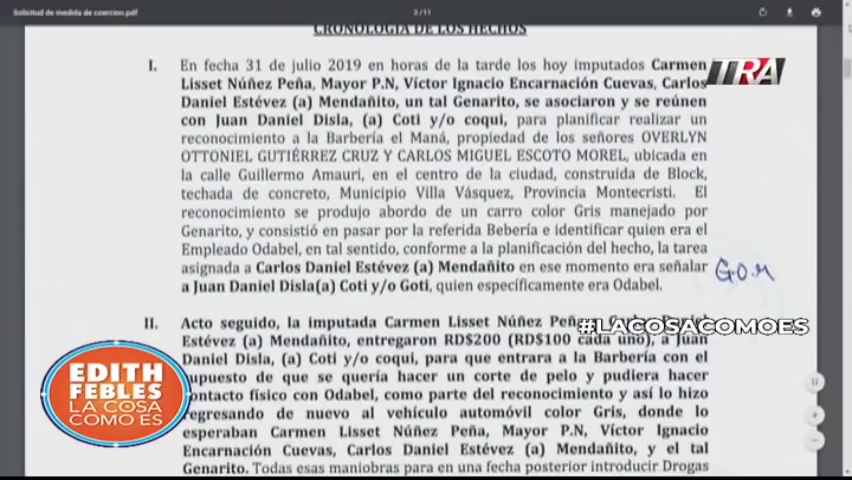 Solicitud de medida de coercion.pdf
3/11
CRONOLOGÍA DE LOS HECHOS
I. En fecha 31 de julio 2019 en horas de la tarde los hoy imputados Carmen
Lisset Núñez Peña, Mayor P.N, Víctor Ignacio Encarnación Cuevas, Carlos
Daniel Estévez (a) Mendañito, un tal Genarito, se asociaron y se reúnen
con Juan Daniel Disla, (a) Coti y/o coqui, para planificar realizar un
reconocimiento a la Barbería el Maná, propiedad de los señores OVERLYN
OTTONIEL GUTIÉRREZ CRUZ Y CARLOS MIGUEL ESCOTO MOREL, ubicada en
la calle Guillermo Amauri, en el centro de la ciudad, construida de Block,
techada de concreto, Municipio Villa Vásquez, Provincia Montecristi. El
reconocimiento se produjo abordo de un carro color Gris manejado por
Genarito, y consistió en pasar por la referida Bebería e identificar quien era el
Empleado Odabel, en tal sentido, conforme a la planificación del hecho, la tarea
asignada a Carlos Daniel Estévez (a) Mendañito en ese momento era señalar
a Juan Daniel Disla(a) Coti y/o Goti, quien específicamente era Odabel.
G.O.M
II. Acto seguido, la imputada Carmen Lisset Núñez Peña
Estévez (a) Mendañito, entregaron RD$200 (RD$100 cada uno), a Juan
Daniel Disla, (a) Coti y/o coqui, para que entrara a la Barbería con el
supuesto de que se quería hacer un corte de pelo y pudiera hacer
contacto físico con Odabel, como parte del reconocimiento y así lo hizo
regresando de nuevo al vehículo automóvil color Gris, donde lo
esperaban Carmen Lisset Núñez Peña, Mayor P.N, Víctor Ignacio
Encarnación Cuevas, Carlos Daniel Estévez (a) Mendañito, y el tal
Genarito. Todas esas maniobras para en una fecha posterior introducir Drogas
TRA
#LACOSACOMOES
EDITH
FEBLES
LA COSA
COMO ES